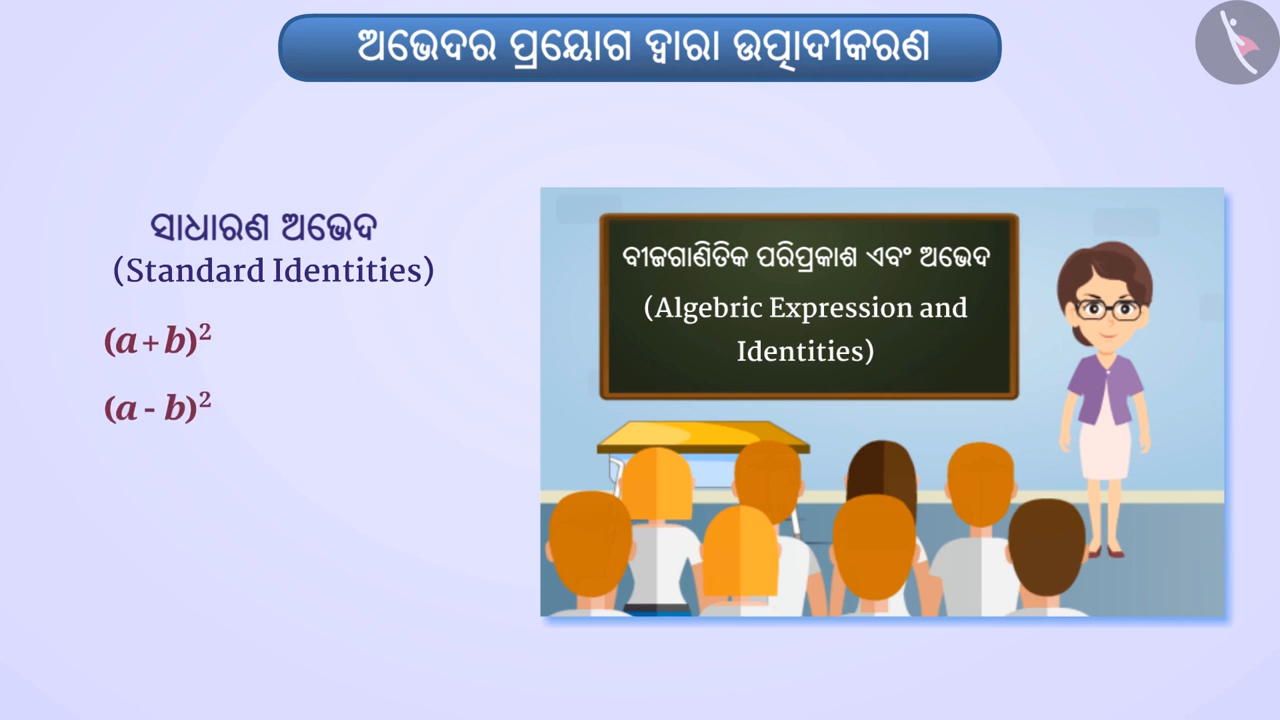 ଅଭେଦର ପ୍ରୟୋଗ ଦ୍ୱାରା ଉତ୍ପାଦୀକରଣ
ସାଧାରଣ ଅଭେଦ
(Standard Identities)
(a + b)²
(a - b)²
ବୀଜଗାଣିତିକ ପରିପ୍ରକାଶ ଏବଂ ଅଭେଦ
(Algebric Expression and
Identities)